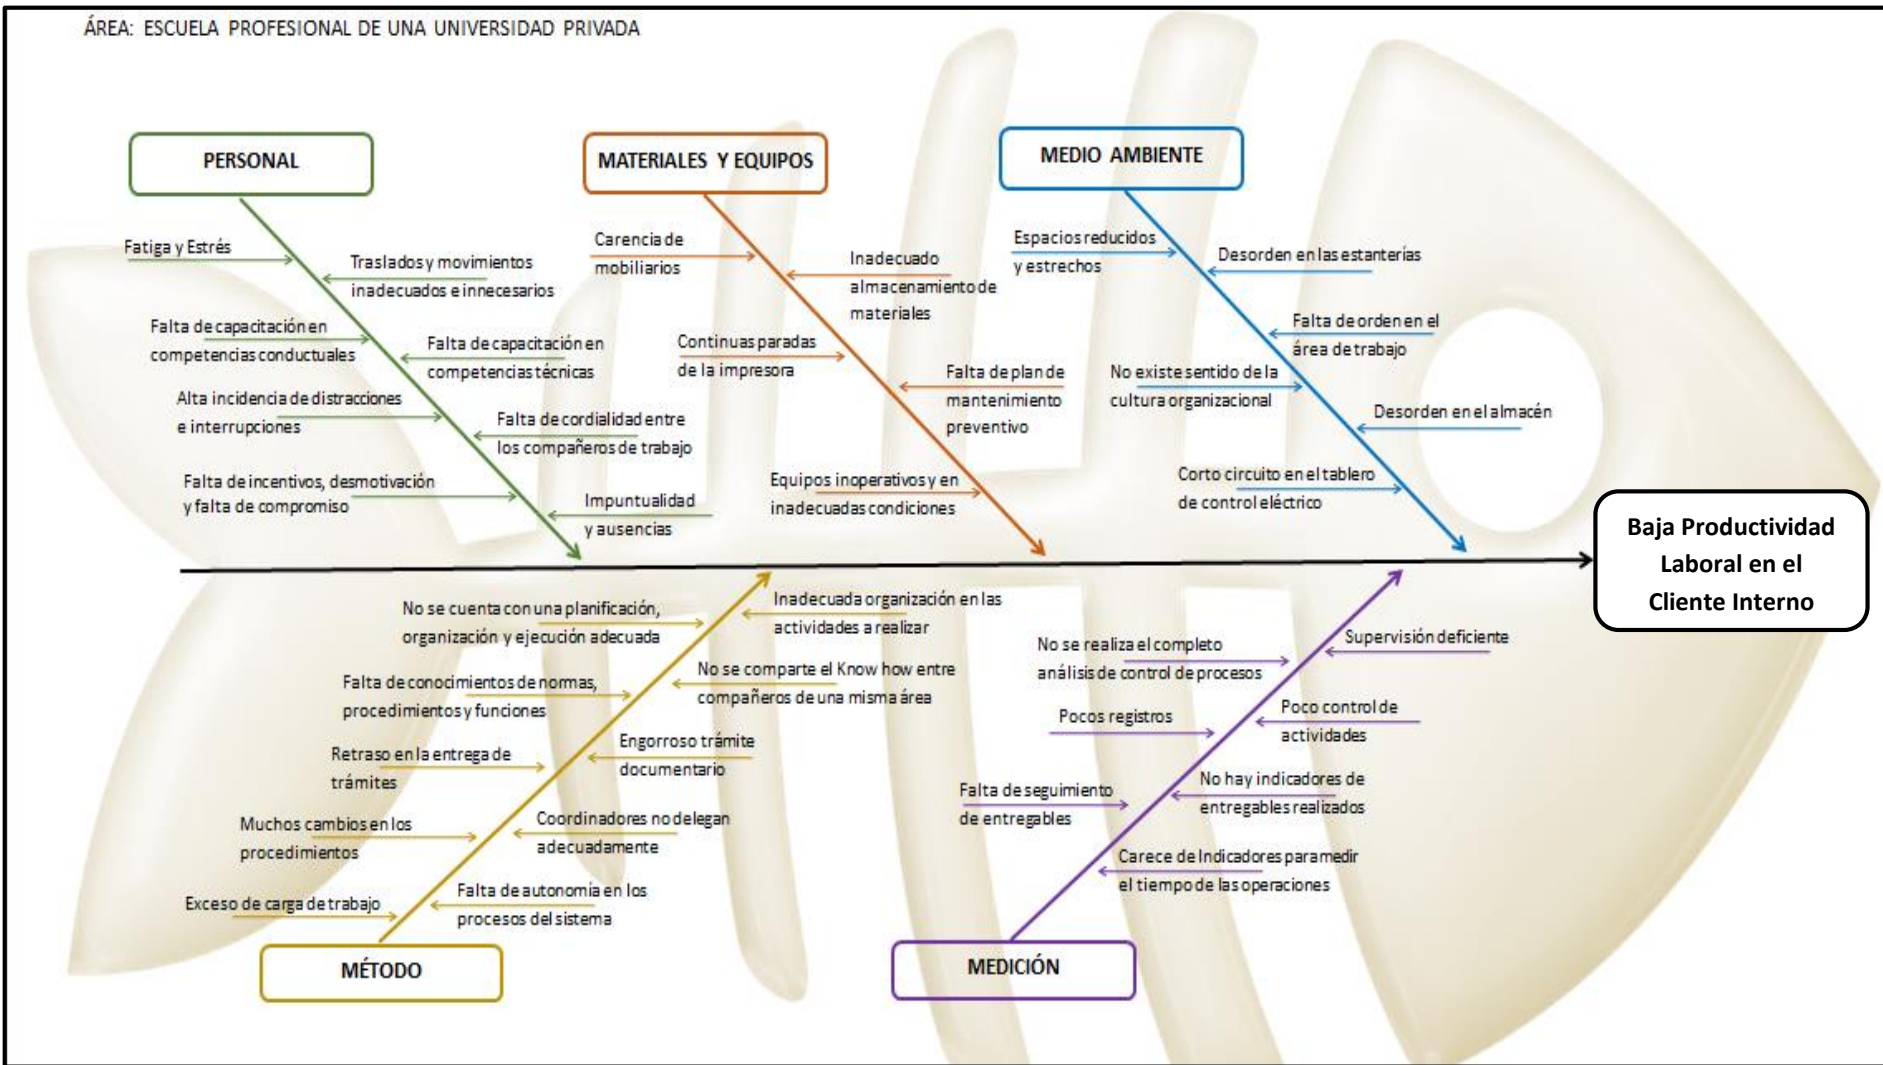 ÁREA: ESCUELA PROFESIONAL DE UNA UNIVERSIDAD PRIVADA
PERSONAL
Fatiga y Estrés
Traslados y movimientos
inadecuados e innecesarios
Falta de capacitación en
competencias conductuales
Falta de capacitación en
competencias técnicas
Alta incidencia de distracciones
e interrupciones
Falta de cordialidad entre
los compañeros de trabajo
Falta de incentivos, desmotivación
y falta de compromiso
Impuntualidad
y ausencias
MATERIALES Y EQUIPOS
Carencia de
mobiliarios
Inadecuado
almacenamiento de
materiales
Continuas paradas
de la impresora
Falta de plan de
mantenimiento
preventivo
Equipos inoperativos y en
inadecuadas condiciones
MEDIO AMBIENTE
Espacios reducidos
y estrechos
Desorden en las estanterías
Falta de orden en el
área de trabajo
No existe sentido de la
cultura organizacional
Desorden en el almacén
Corto circuito en el tablero
de control eléctrico
Baja Productividad
Laboral en el
Cliente Interno
No se cuenta con una planificación,
organización y ejecución adecuada
Inadecuada organización en las
actividades a realizar
Falta de conocimientos de normas,
procedimientos y funciones
No se comparte el Know how entre
compañeros de una misma área
Retraso en la entrega de
trámites
Engorroso trámite
documentario
Muchos cambios en los
procedimientos
Coordinadores no delegan
adecuadamente
Exceso de carga de trabajo
Falta de autonomía en los
procesos del sistema
MÉTODO
No se realiza el completo
análisis de control de procesos
Supervisión deficiente
Pocos registros
Poco control de
actividades
Falta de seguimiento
de entregables
No hay indicadores de
entregables realizados
Carece de Indicadores para medir
el tiempo de las operaciones
MEDICIÓN